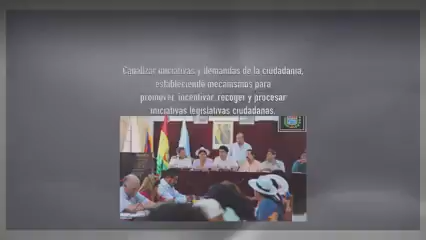 Canalizar iniciativas y demandas de la ciudadanía,
estableciendo mecanismos para
promover, incentivar, recoger y procesar
iniciativas legislativas ciudadanas.